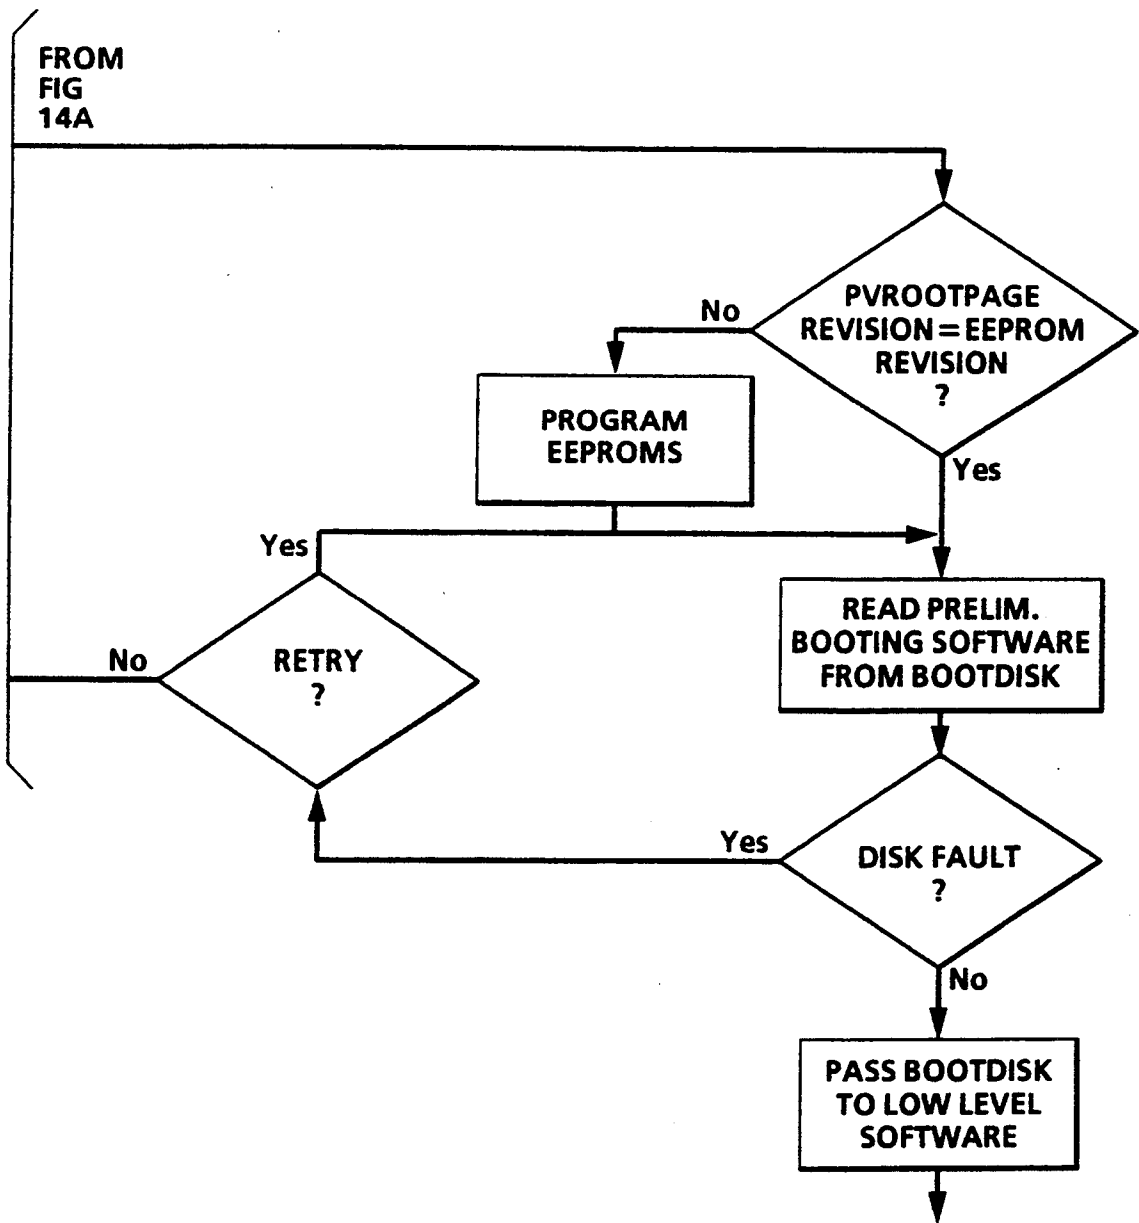 FROM
FIG
14A
No
PVROOTPAGE
REVISION=EEPROM
REVISION
?
PROGRAM
EEPROMS
Yes
Yes
READ PRELIM.
BOOTING SOFTWARE
FROM BOOTDISK
No
RETRY
?
Yes
DISK FAULT
?
No
PASS BOOTDISK
TO LOW LEVEL
SOFTWARE